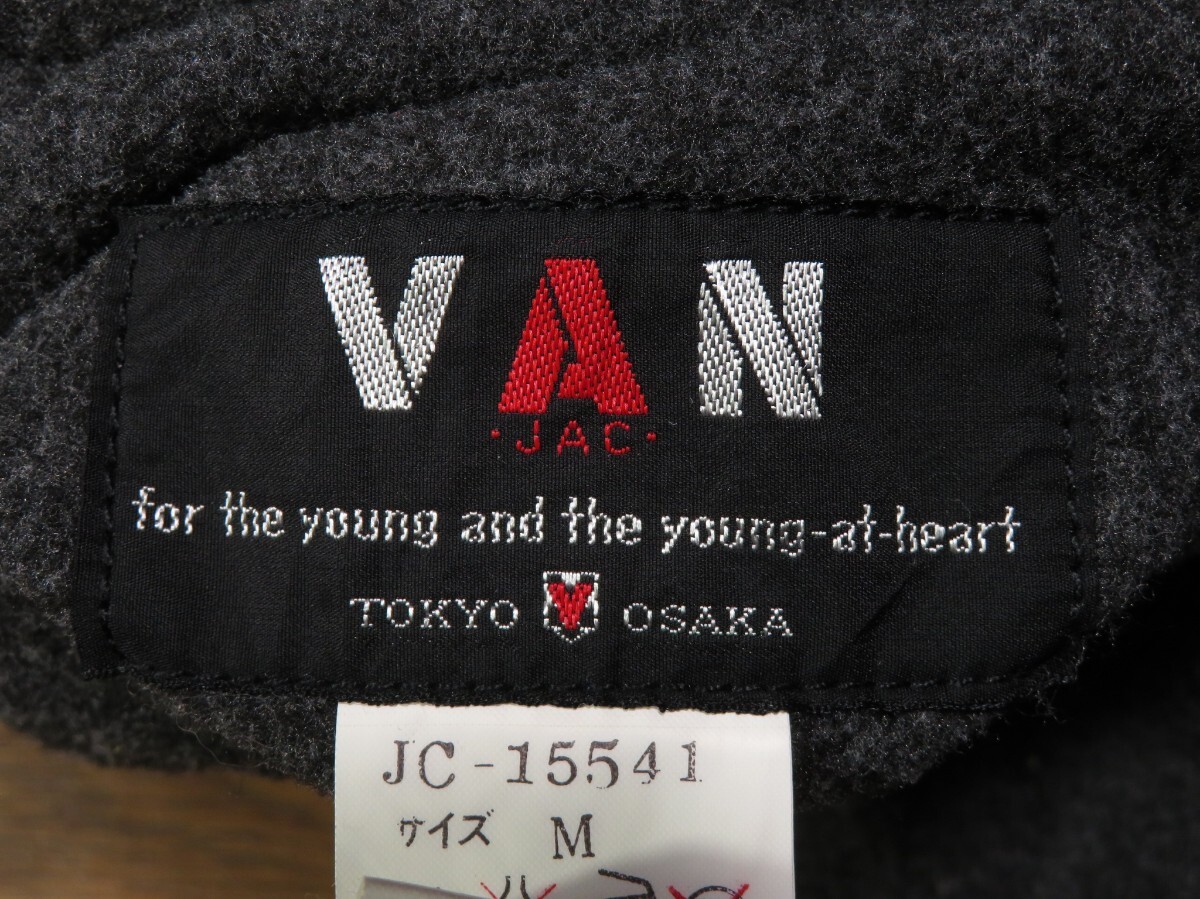 VAN
·JAC·
for the young and the young-at-heart
TOKYO V OSAKA
JC-15541
サイズ M